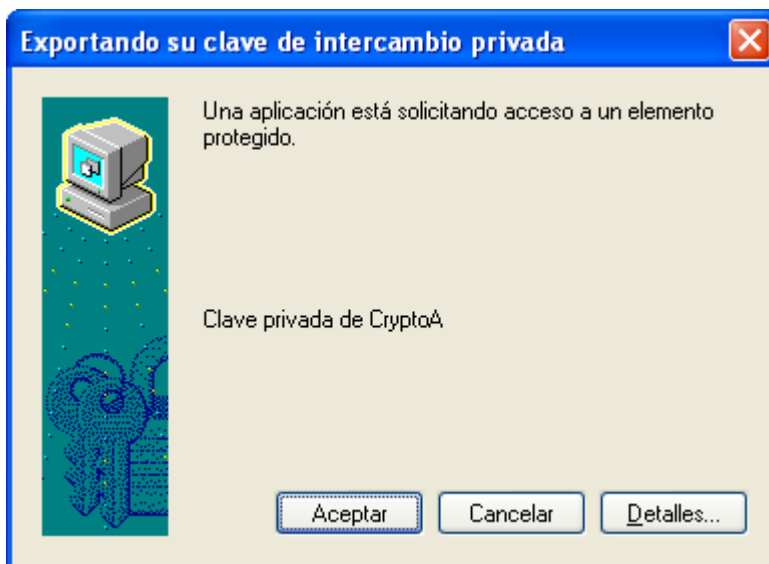 Exportando su clave de intercambio privada
Una aplicación está solicitando acceso a un elemento
protegido.
Clave privada de CryptoA
Aceptar
Cancelar
Detalles...